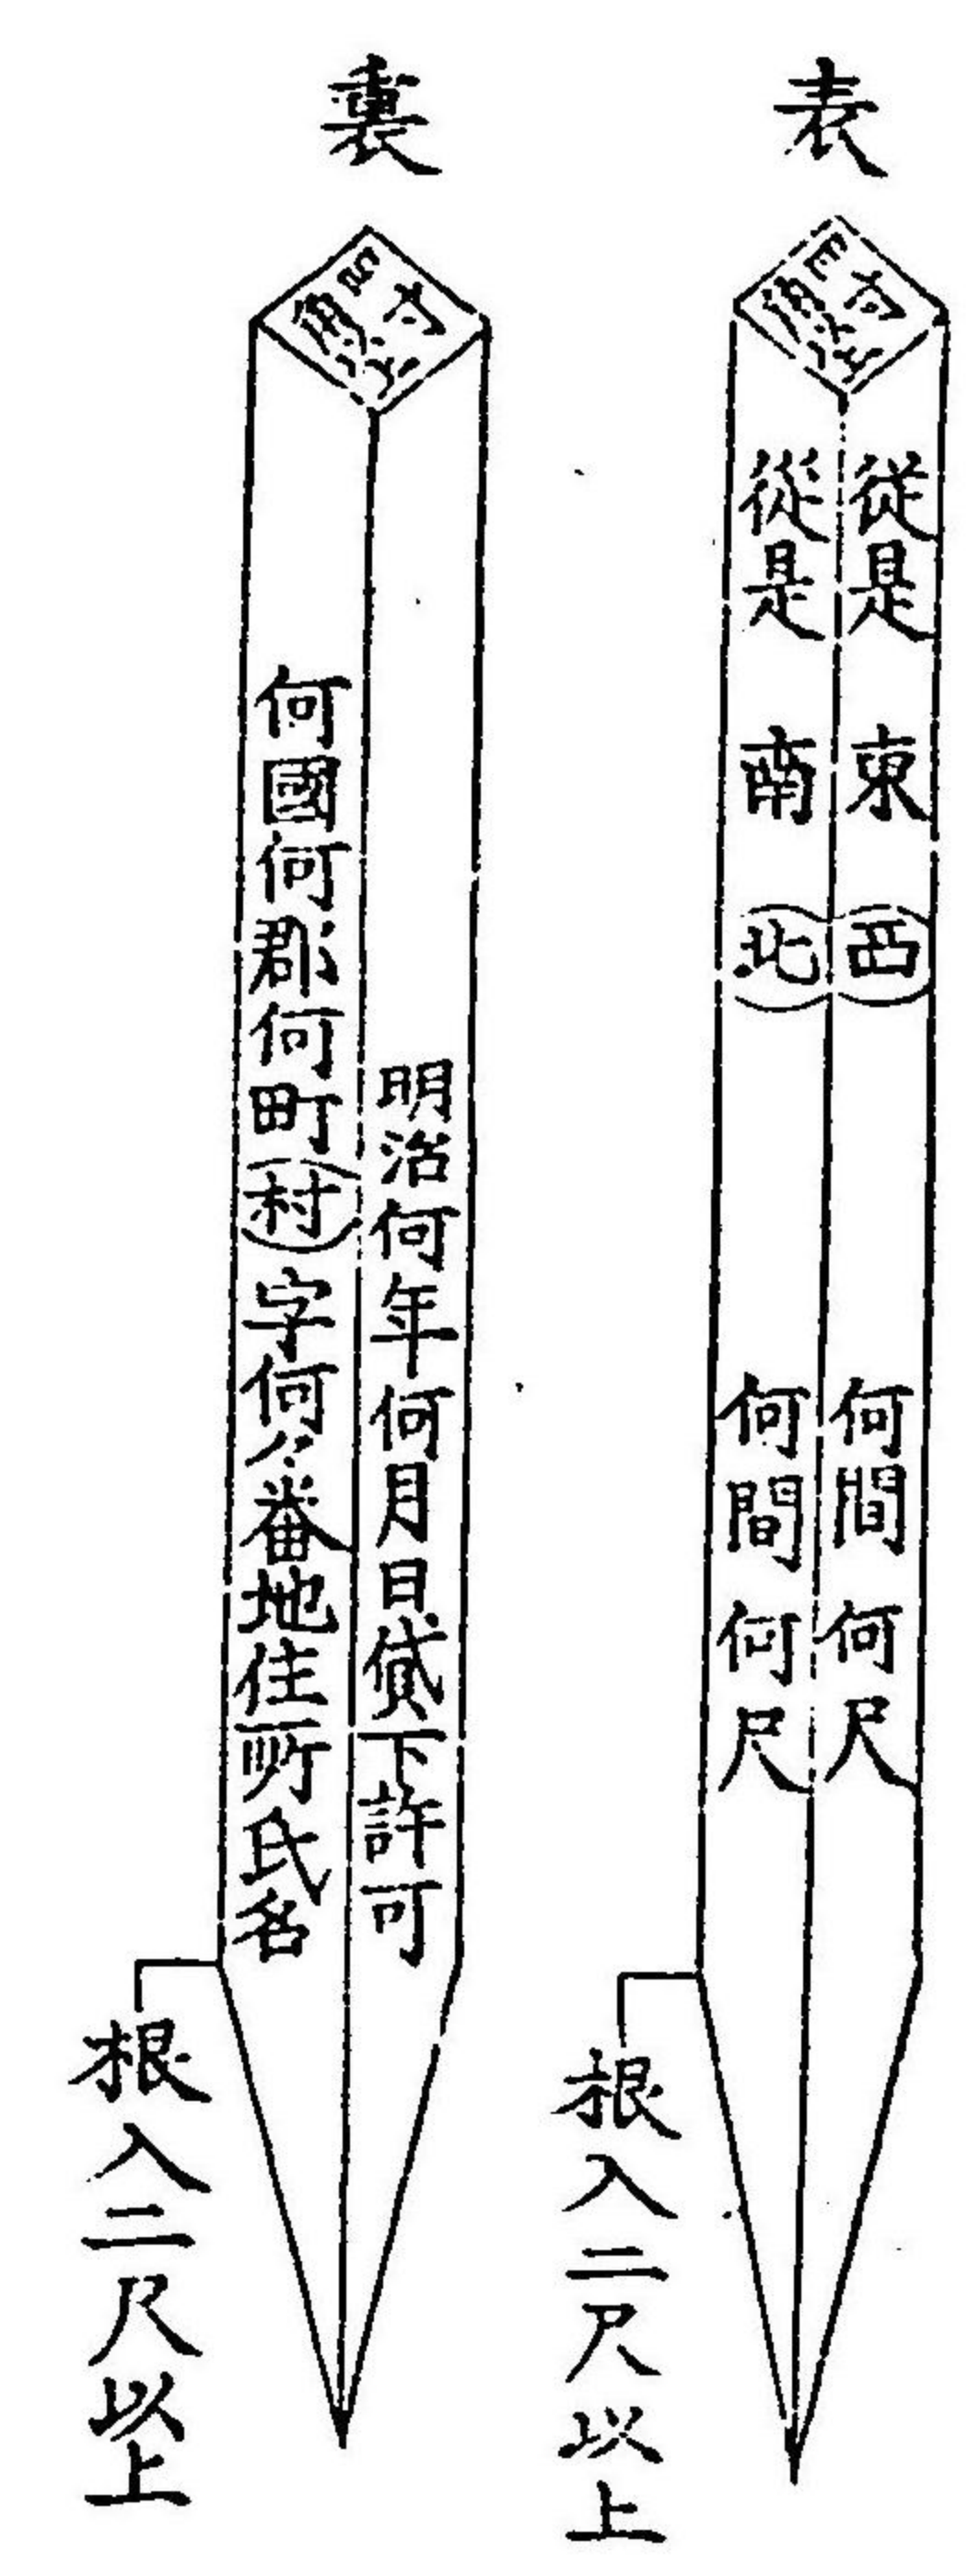 表
從是 東 (西) 何間何尺
從是 南 (北) 何間何尺
根入二尺以上
裏
明治何年何月日貸下許可
何國何郡何町(村)字何々番地住所氏名
根入二尺以上